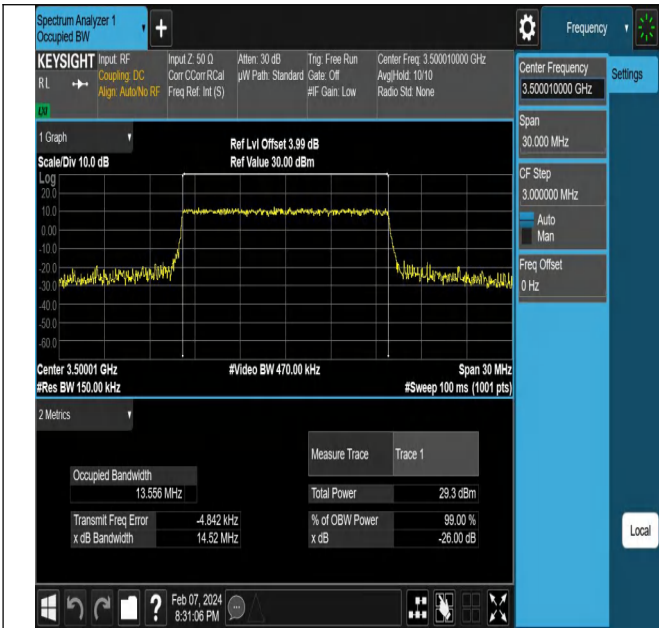 Spectrum Analyzer 1
Occupied BW
+
Frequency
KEYSIGHT
RL
LXI
Input: RF
Coupling: DC
Align: Auto/No RF
Input Z: 50 Ω
Corr CCorr RCal
Freq Ref: Int (S)
Atten: 30 dB
µW Path: Standard
Trig: Free Run
Gate: Off
#IF Gain: Low
Center Freq: 3.500010000 GHz
Avg|Hold: 10/10
Radio Std: None
Center Frequency
3.500010000 GHz
Settings
Span
30.000 MHz
CF Step
3.000000 MHz
Auto
Man
Freq Offset
0 Hz
1 Graph
Scale/Div 10.0 dB
Ref Lvl Offset 3.99 dB
Ref Value 30.00 dBm
Log
20.0
10.0
0.00
-10.0
-20.0
-30.0
-40.0
-50.0
-60.0
Center 3.50001 GHz
#Video BW 470.00 kHz
Span 30 MHz
#Res BW 150.00 kHz
#Sweep 100 ms (1001 pts)
2 Metrics
Measure Trace Trace 1
Occupied Bandwidth
13.556 MHz
Total Power 29.3 dBm
Transmit Freq Error -4.842 kHz
% of OBW Power 99.00 %
x dB Bandwidth 14.52 MHz
x dB -26.00 dB
Local
?
Feb 07, 2024
8:31:06 PM